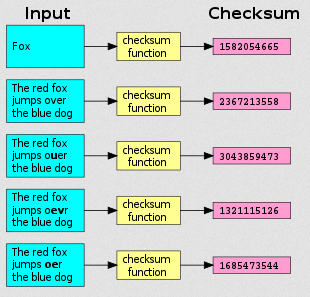 Input Checksum
Fox
checksum
function
1582054665
The red fox
jumps over
the blue dog
checksum
function
2367213558
The red fox
jumps ouer
the blue dog
checksum
function
3043859473
The red fox
jumps oevr
the blue dog
checksum
function
1321115126
The red fox
jumps oer
the blue dog
checksum
function
1685473544